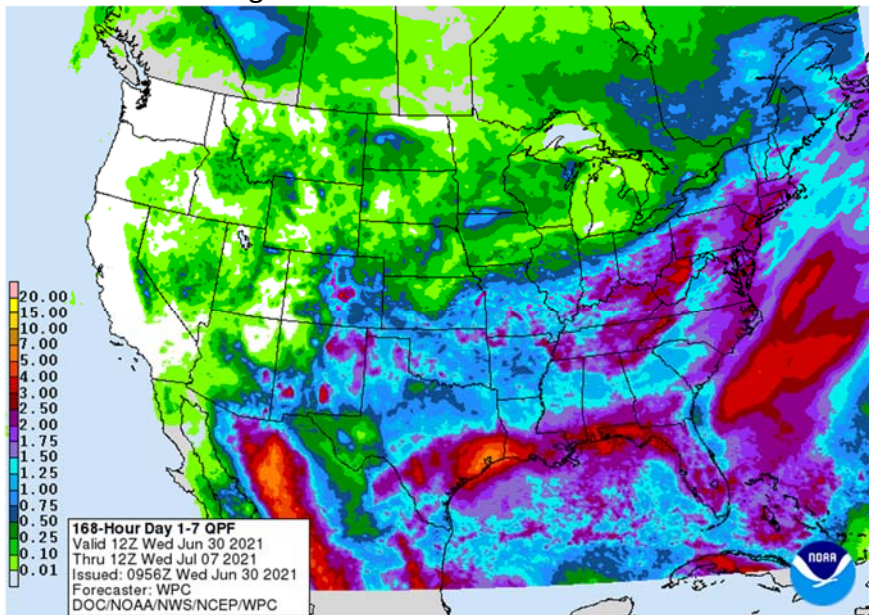 20.00
15.00
10.00
7.00
5.00
4.00
3.00
2.50
2.00
1.75
1.50
1.25
1.00
0.75
0.50
0.25
0.10
0.01
168-Hour Day 1-7 QPF
Valid 12Z Wed Jun 30 2021
Thru 12Z Wed Jul 07 2021
Issued: 0956Z Wed Jun 30 2021
Forecaster: WPC
DOC/NOAA/NWS/NCEP/WPC
NOAA